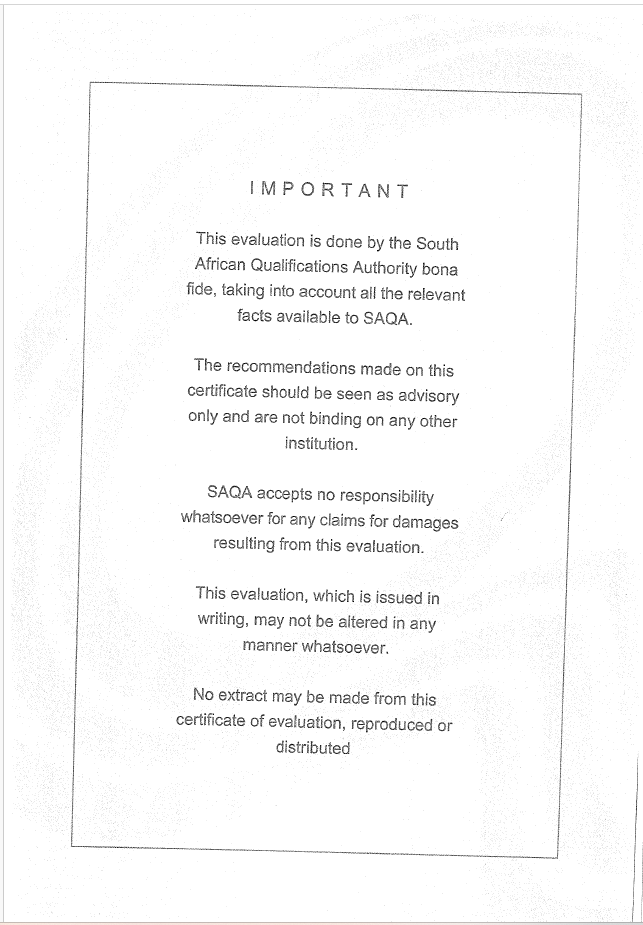 IMPORTANT
This evaluation is done by the South
African Qualifications Authority bona
fide, taking into account all the relevant
facts available to SAQA.
The recommendations made on this
certificate should be seen as advisory
only and are not binding on any other
institution.
SAQA accepts no responsibility
whatsoever for any claims for damages
resulting from this evaluation.
This evaluation, which is issued in
writing, may not be altered in any
manner whatsoever.
No extract may be made from this
certificate of evaluation, reproduced or
distributed